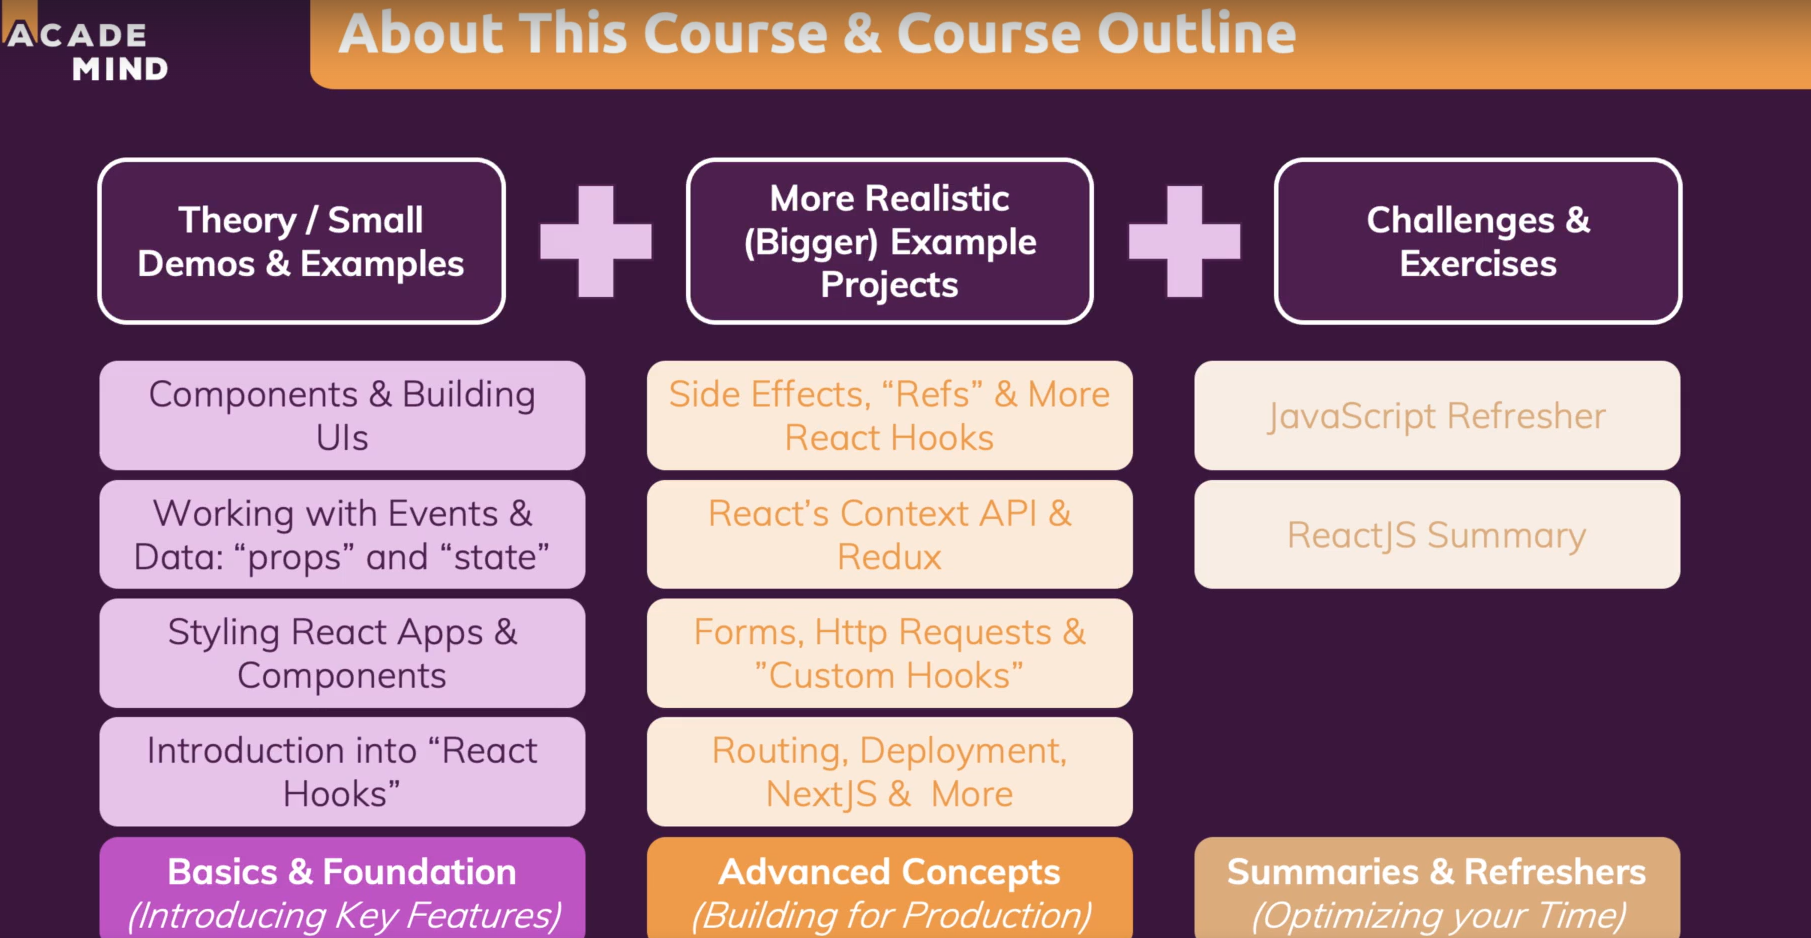 ACADE
MIND
About This Course & Course Outline
Theory / Small
Demos & Examples
More Realistic
(Bigger) Example
Projects
Challenges &
Exercises
Components & Building
UIs
Working with Events &
Data: “props” and “state”
Styling React Apps &
Components
Introduction into “React
Hooks”
Basics & Foundation
(Introducing Key Features)
Side Effects, “Refs” & More
React Hooks
React’s Context API &
Redux
Forms, Http Requests &
”Custom Hooks”
Routing, Deployment,
NextJS & More
Advanced Concepts
(Building for Production)
JavaScript Refresher
ReactJS Summary
Summaries & Refreshers
(Optimizing your Time)